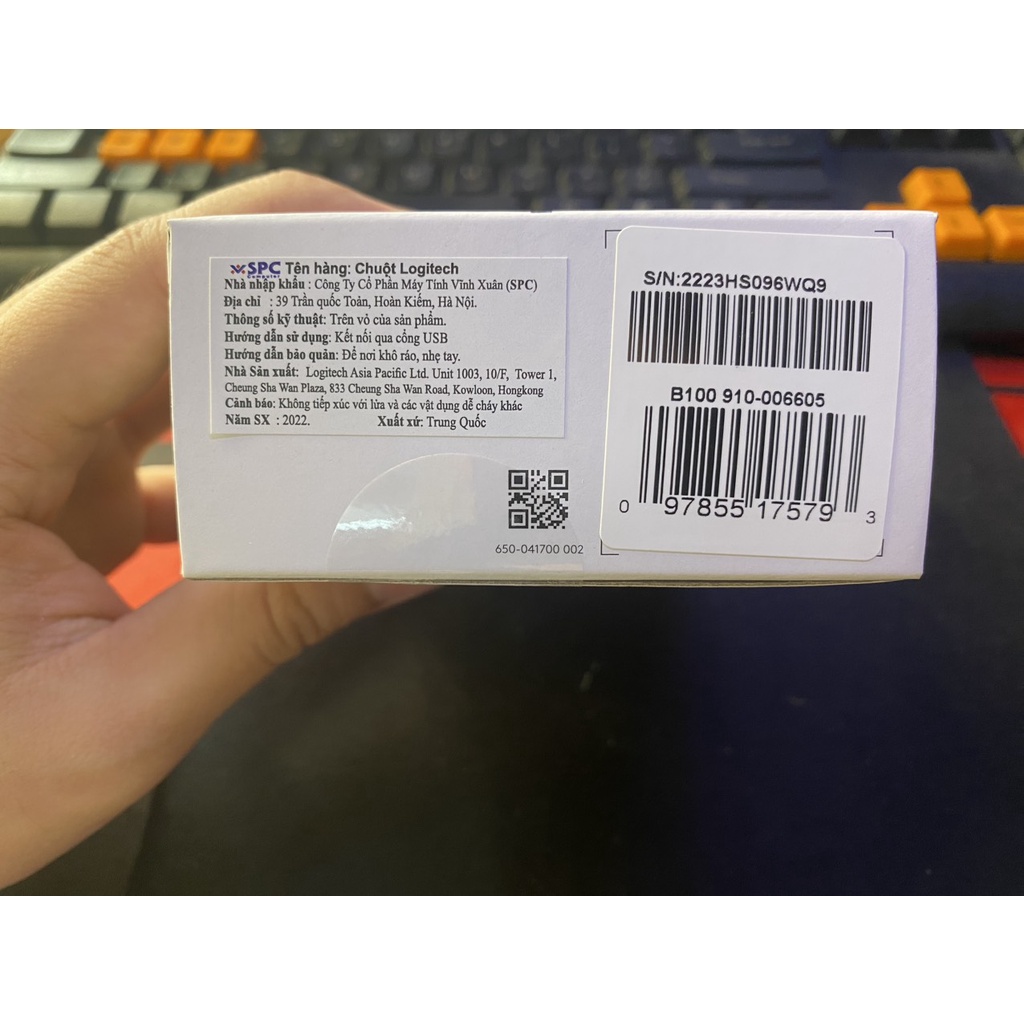 SPC Computer Tên hàng: Chuột Logitech
Nhà nhập khẩu : Công Ty Cổ Phần Máy Tính Vĩnh Xuân (SPC)
Địa chỉ : 39 Trần quốc Toản, Hoàn Kiếm, Hà Nội.
Thông số kỹ thuật: Trên vỏ của sản phẩm.
Hướng dẫn sử dụng: Kết nối qua cổng USB
Hướng dẫn bảo quản: Để nơi khô ráo, nhẹ tay.
Nhà Sản xuất: Logitech Asia Pacific Ltd. Unit 1003, 10/F, Tower 1,
Cheung Sha Wan Plaza, 833 Cheung Sha Wan Road, Kowloon, Hongkong
Cảnh báo: Không tiếp xúc với lửa và các vật dụng dễ cháy khác
Năm SX : 2022. Xuất xứ: Trung Quốc
650-041700 002
S/N:2223HS096WQ9
B100 910-006605
0 97855 17579 3